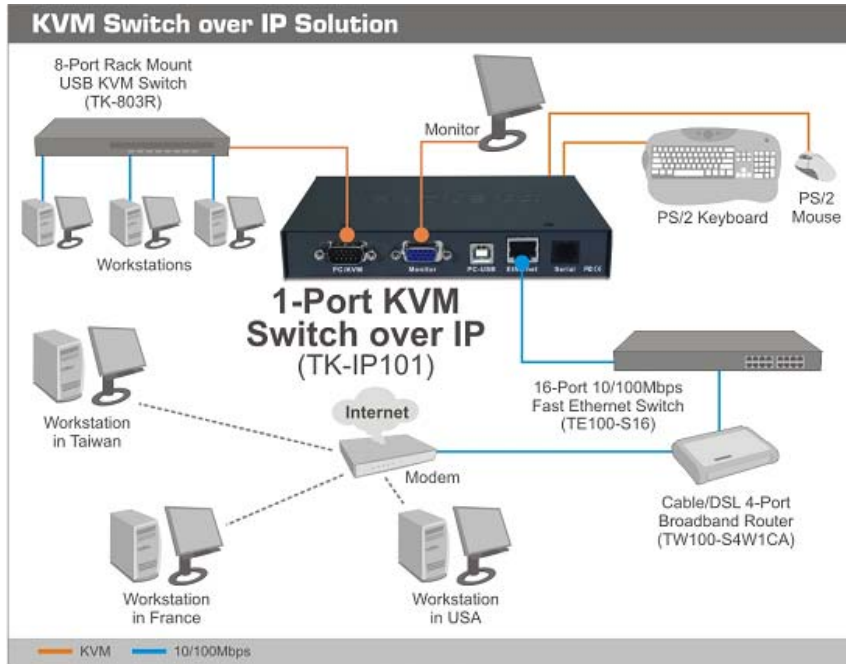 KVM Switch over IP Solution
8-Port Rack Mount
USB KVM Switch
(TK-803R)
Monitor
PS/2 Keyboard
PS/2
Mouse
Workstations
PC/KVM
Monitor
PC-USB
Ethernet
Serial
1-Port KVM
Switch over IP
(TK-IP101)
16-Port 10/100Mbps
Fast Ethernet Switch
(TE100-S16)
Workstation
in Taiwan
Internet
Modem
Cable/DSL 4-Port
Broadband Router
(TW100-S4W1CA)
Workstation
in France
Workstation
in USA
KVM
10/100Mbps